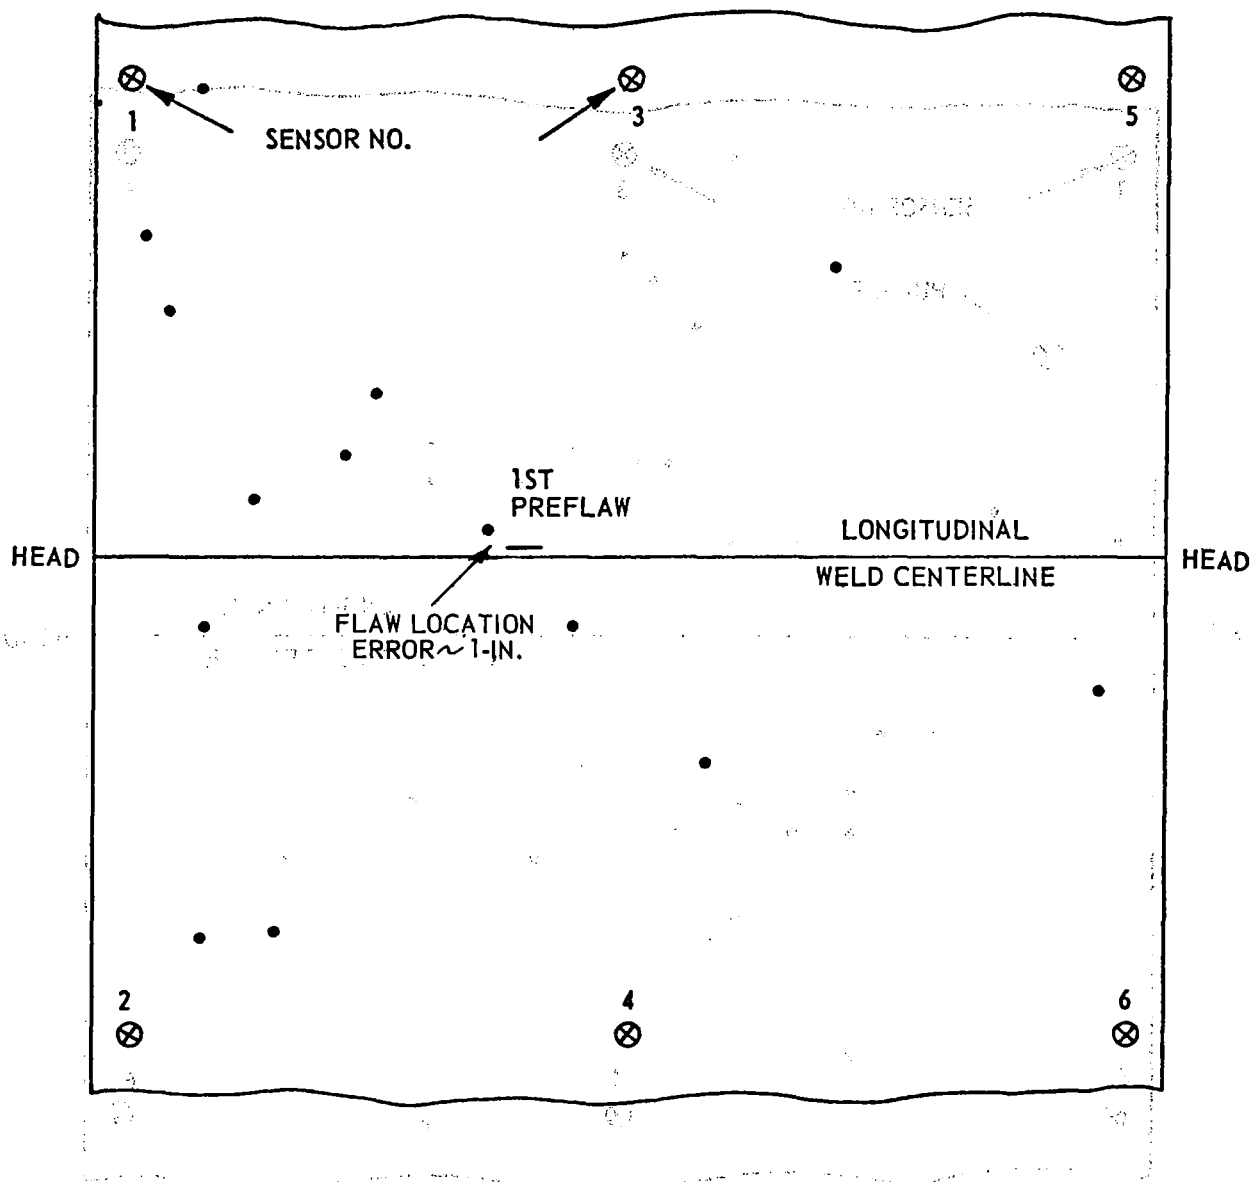 1
SENSOR NO.
3
5
1ST
PREFLAW
LONGITUDINAL
HEAD
HEAD
WELD CENTERLINE
FLAW LOCATION
ERROR~1-IN.
2
4
6